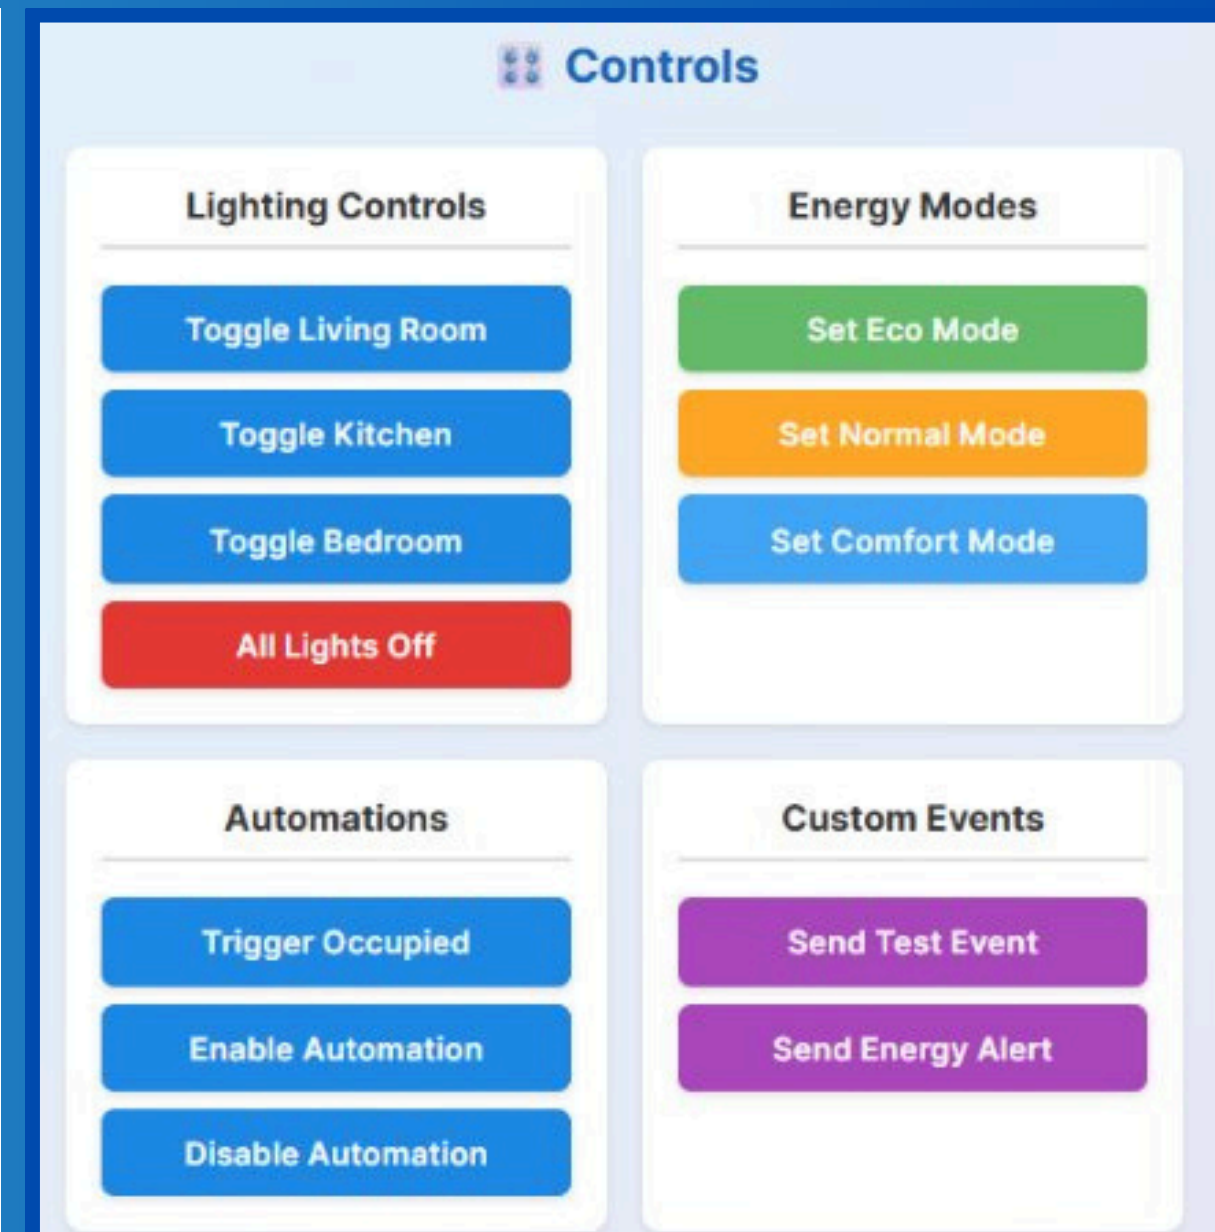 Controls
Lighting Controls
Toggle Living Room
Toggle Kitchen
Toggle Bedroom
All Lights Off
Energy Modes
Set Eco Mode
Set Normal Mode
Set Comfort Mode
Automations
Trigger Occupied
Enable Automation
Disable Automation
Custom Events
Send Test Event
Send Energy Alert